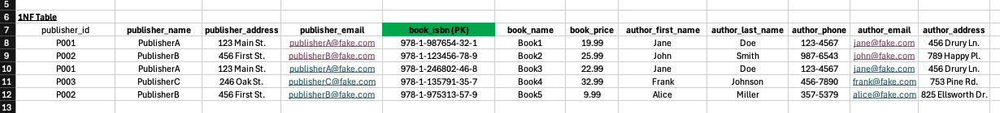 5
6 1NF Table
7 publisher_id publisher_name publisher_address publisher_email book_isbn (PK) book_name book_price author_first_name author_last_name author_phone author_email author_address
8 P001 PublisherA 123 Main St. publisherA@fake.com 978-1-987654-32-1 Book1 19.99 Jane Doe 123-4567 jane@fake.com 456 Drury Ln.
9 P002 PublisherB 456 First St. publisherB@fake.com 978-1-123456-78-9 Book2 25.99 John Smith 987-6543 john@fake.com 789 Happy Pl.
10 P001 PublisherA 123 Main St. publisherA@fake.com 978-1-246802-46-8 Book3 22.99 Jane Doe 123-4567 jane@fake.com 456 Drury Ln.
11 P003 PublisherC 246 Oak St. publisherC@fake.com 978-1-135791-35-7 Book4 32.99 Frank Johnson 456-7890 frank@fake.com 753 Pine Rd.
12 P002 PublisherB 456 First St. publisherB@fake.com 978-1-975313-57-9 Book5 9.99 Alice Miller 357-5379 alice@fake.com 825 Ellsworth Dr.
13